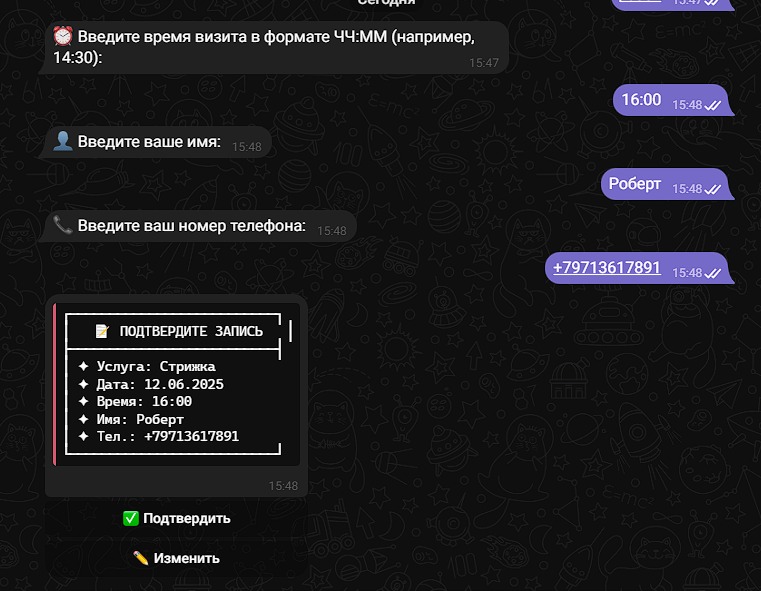 Сегодня
15:47
Введите время визита в формате ЧЧ:ММ (например,
14:30):
15:47
16:00 15:48
Введите ваше имя: 15:48
Роберт 15:48
Введите ваш номер телефона: 15:48
+79713617891 15:48
ПОДТВЕРДИТЕ ЗАПИСЬ
✦ Услуга: Стрижка
✦ Дата: 12.06.2025
✦ Время: 16:00
✦ Имя: Роберт
✦ Тел.: +79713617891
15:48
✅ Подтвердить
✏️ Изменить